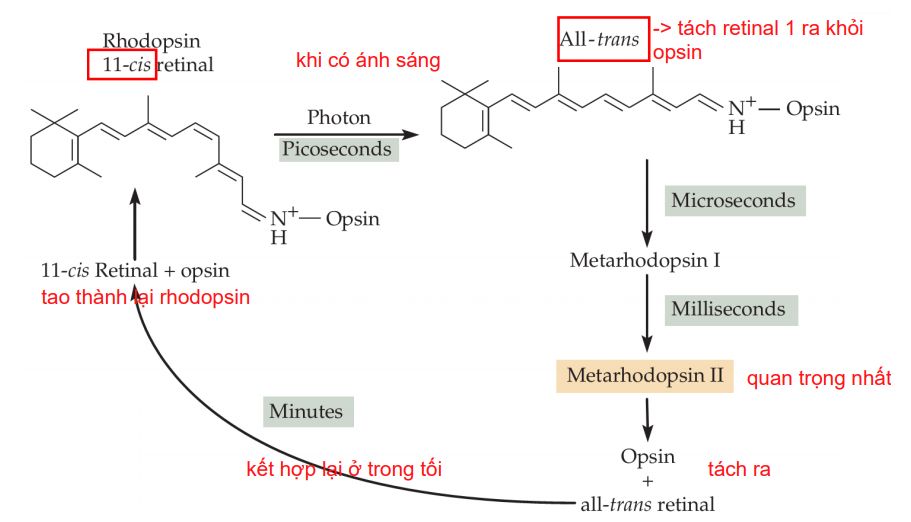 Rhodopsin
11-cis retinal
khi có ánh sáng
Photon
Picoseconds
All-trans
-> tách retinal 1 ra khỏi
opsin
N+ — Opsin
H
N+ — Opsin
H
Microseconds
Metarhodopsin I
Milliseconds
Metarhodopsin II
quan trọng nhất
Opsin
+
all-trans retinal
tách ra
Minutes
kết hợp lại ở trong tối
11-cis Retinal + opsin
tao thành lại rhodopsin